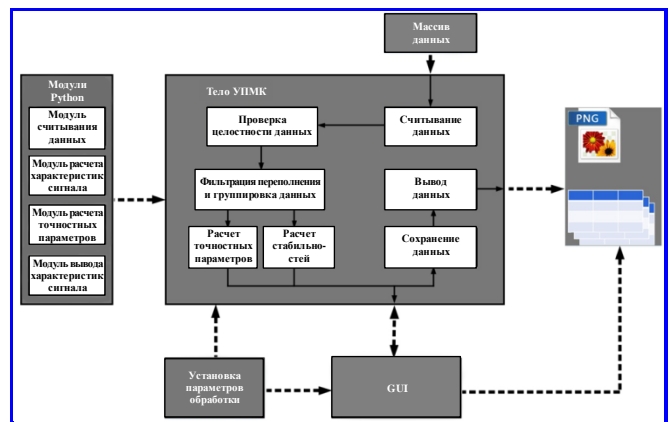 Массив
данных
Модули
Python
Модуль
считывания
данных
Модуль расчета
характеристик
сигнала
Модуль расчета
точностных
параметров
Модуль вывода
характеристик
сигнала
Тело УПМК
Проверка
целостности данных
Считывание
данных
Фильтрация переполнения
и группировка данных
Вывод
данных
Расчет
точностных
параметров
Расчет
стабильно-
стей
Сохранение
данных
PNG
Установка
параметров
обработки
GUI